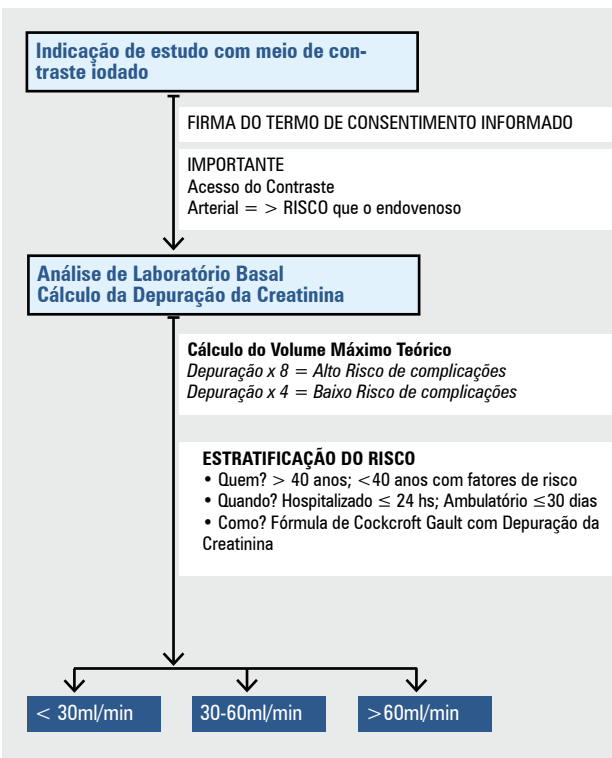 Indicação de estudo com meio de con-
traste iodado
FIRMA DO TERMO DE CONSENTIMENTO INFORMADO
IMPORTANTE
Acesso do Contraste
Arterial = > RISCO que o endovenoso
Análise de Laboratório Basal
Cálculo da Depuração da Creatinina
Cálculo do Volume Máximo Teórico
Depuração x 8 = Alto Risco de complicações
Depuração x 4 = Baixo Risco de complicações
ESTRATIFICAÇÃO DO RISCO
• Quem? > 40 anos; <40 anos com fatores de risco
• Quando? Hospitalizado ≤ 24 hs; Ambulatório ≤30 dias
• Como? Fórmula de Cockcroft Gault com Depuração da
Creatinina
< 30ml/min
30-60ml/min
>60ml/min